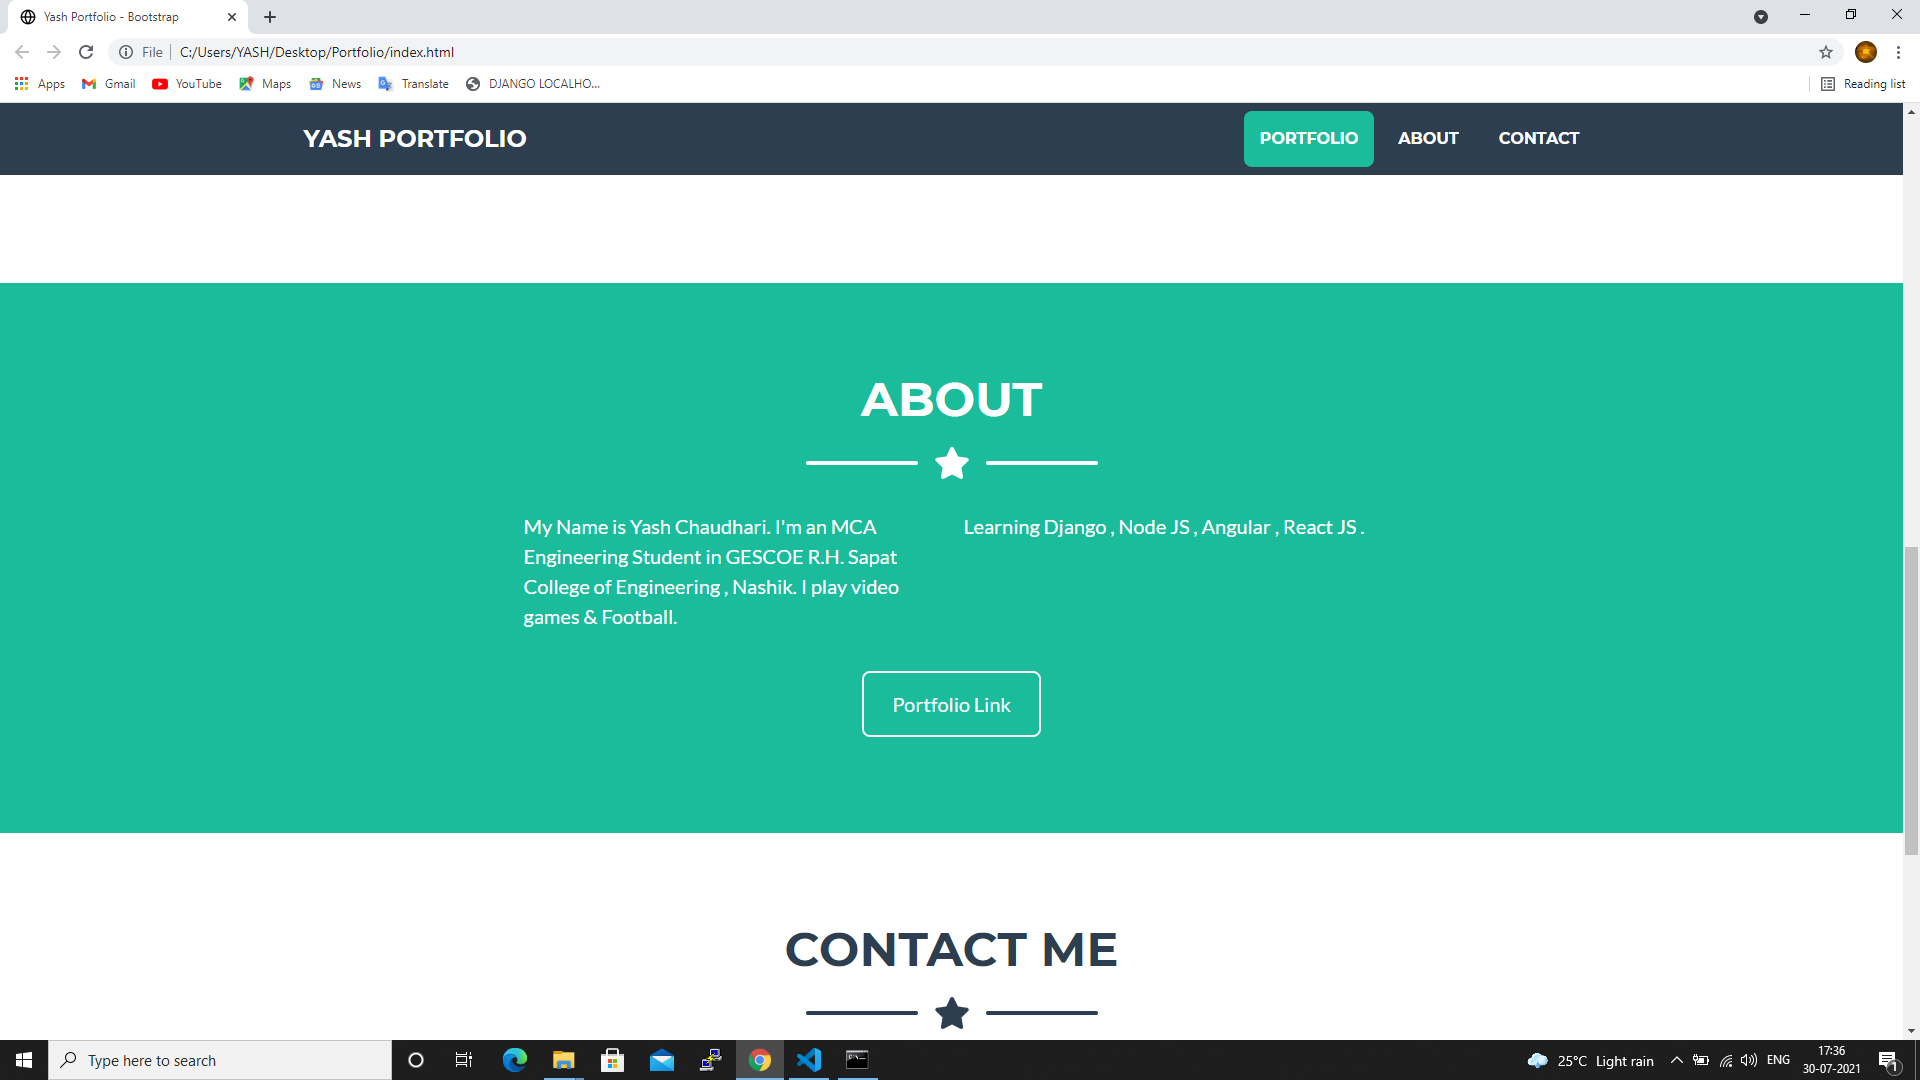 Yash Portfolio - Bootstrap
File
C:/Users/YASH/Desktop/Portfolio/index.html
Apps
Gmail
YouTube
Maps
News
Translate
DJANGO LOCALHO...
Reading list
YASH PORTFOLIO
PORTFOLIO
ABOUT
CONTACT
ABOUT
My Name is Yash Chaudhari. I'm an MCA
Engineering Student in GESCOE R.H. Sapat
College of Engineering , Nashik. I play video
games & Football.
Learning Django , Node JS , Angular , React JS .
Portfolio Link
CONTACT ME
Type here to search
25°C Light rain
ENG
17:36
30-07-2021
1